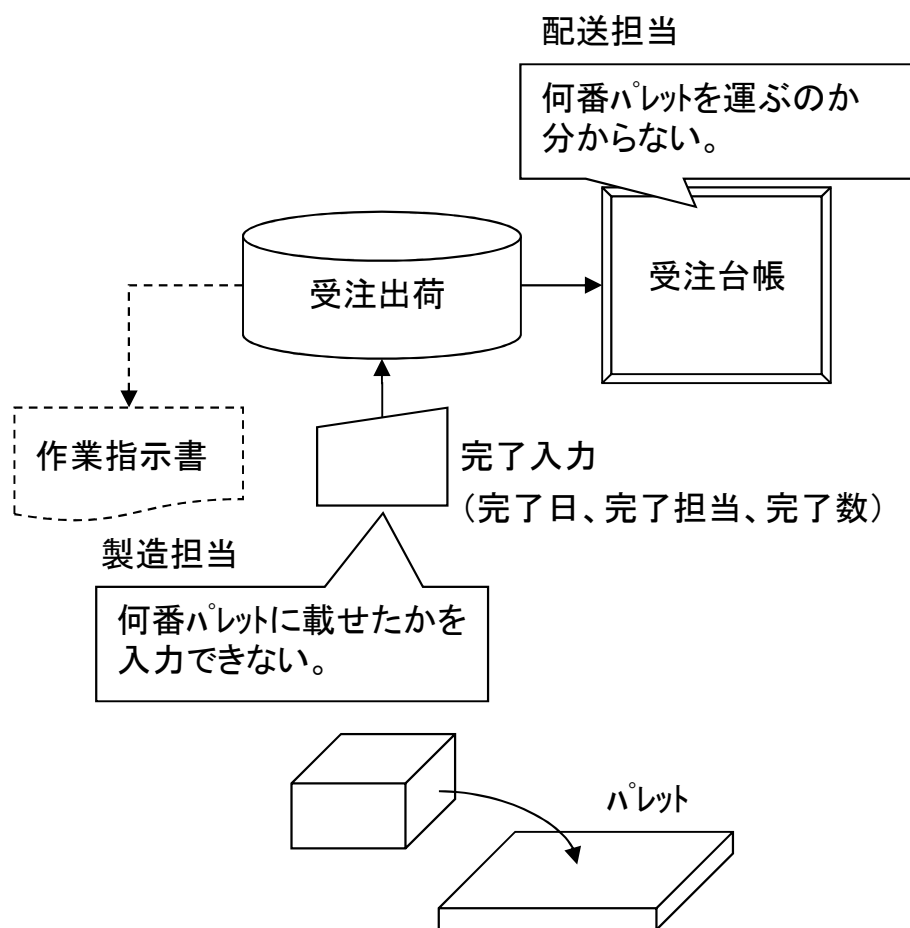 配送担当
何番パレットを運ぶのか
分からない。
受注出荷
受注台帳
作業指示書
完了入力
（完了日、完了担当、完了数）
製造担当
何番パレットに載せたかを
入力できない。
パレット